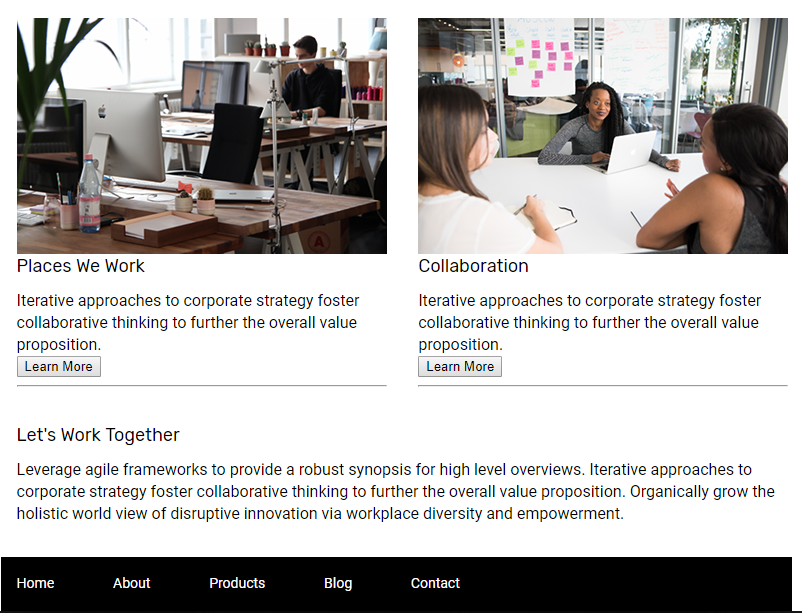 Places We Work
Iterative approaches to corporate strategy foster
collaborative thinking to further the overall value
proposition.
Learn More
Collaboration
Iterative approaches to corporate strategy foster
collaborative thinking to further the overall value
proposition.
Learn More
Let's Work Together
Leverage agile frameworks to provide a robust synopsis for high level overviews. Iterative approaches to
corporate strategy foster collaborative thinking to further the overall value proposition. Organically grow the
holistic world view of disruptive innovation via workplace diversity and empowerment.
Home About Products Blog Contact